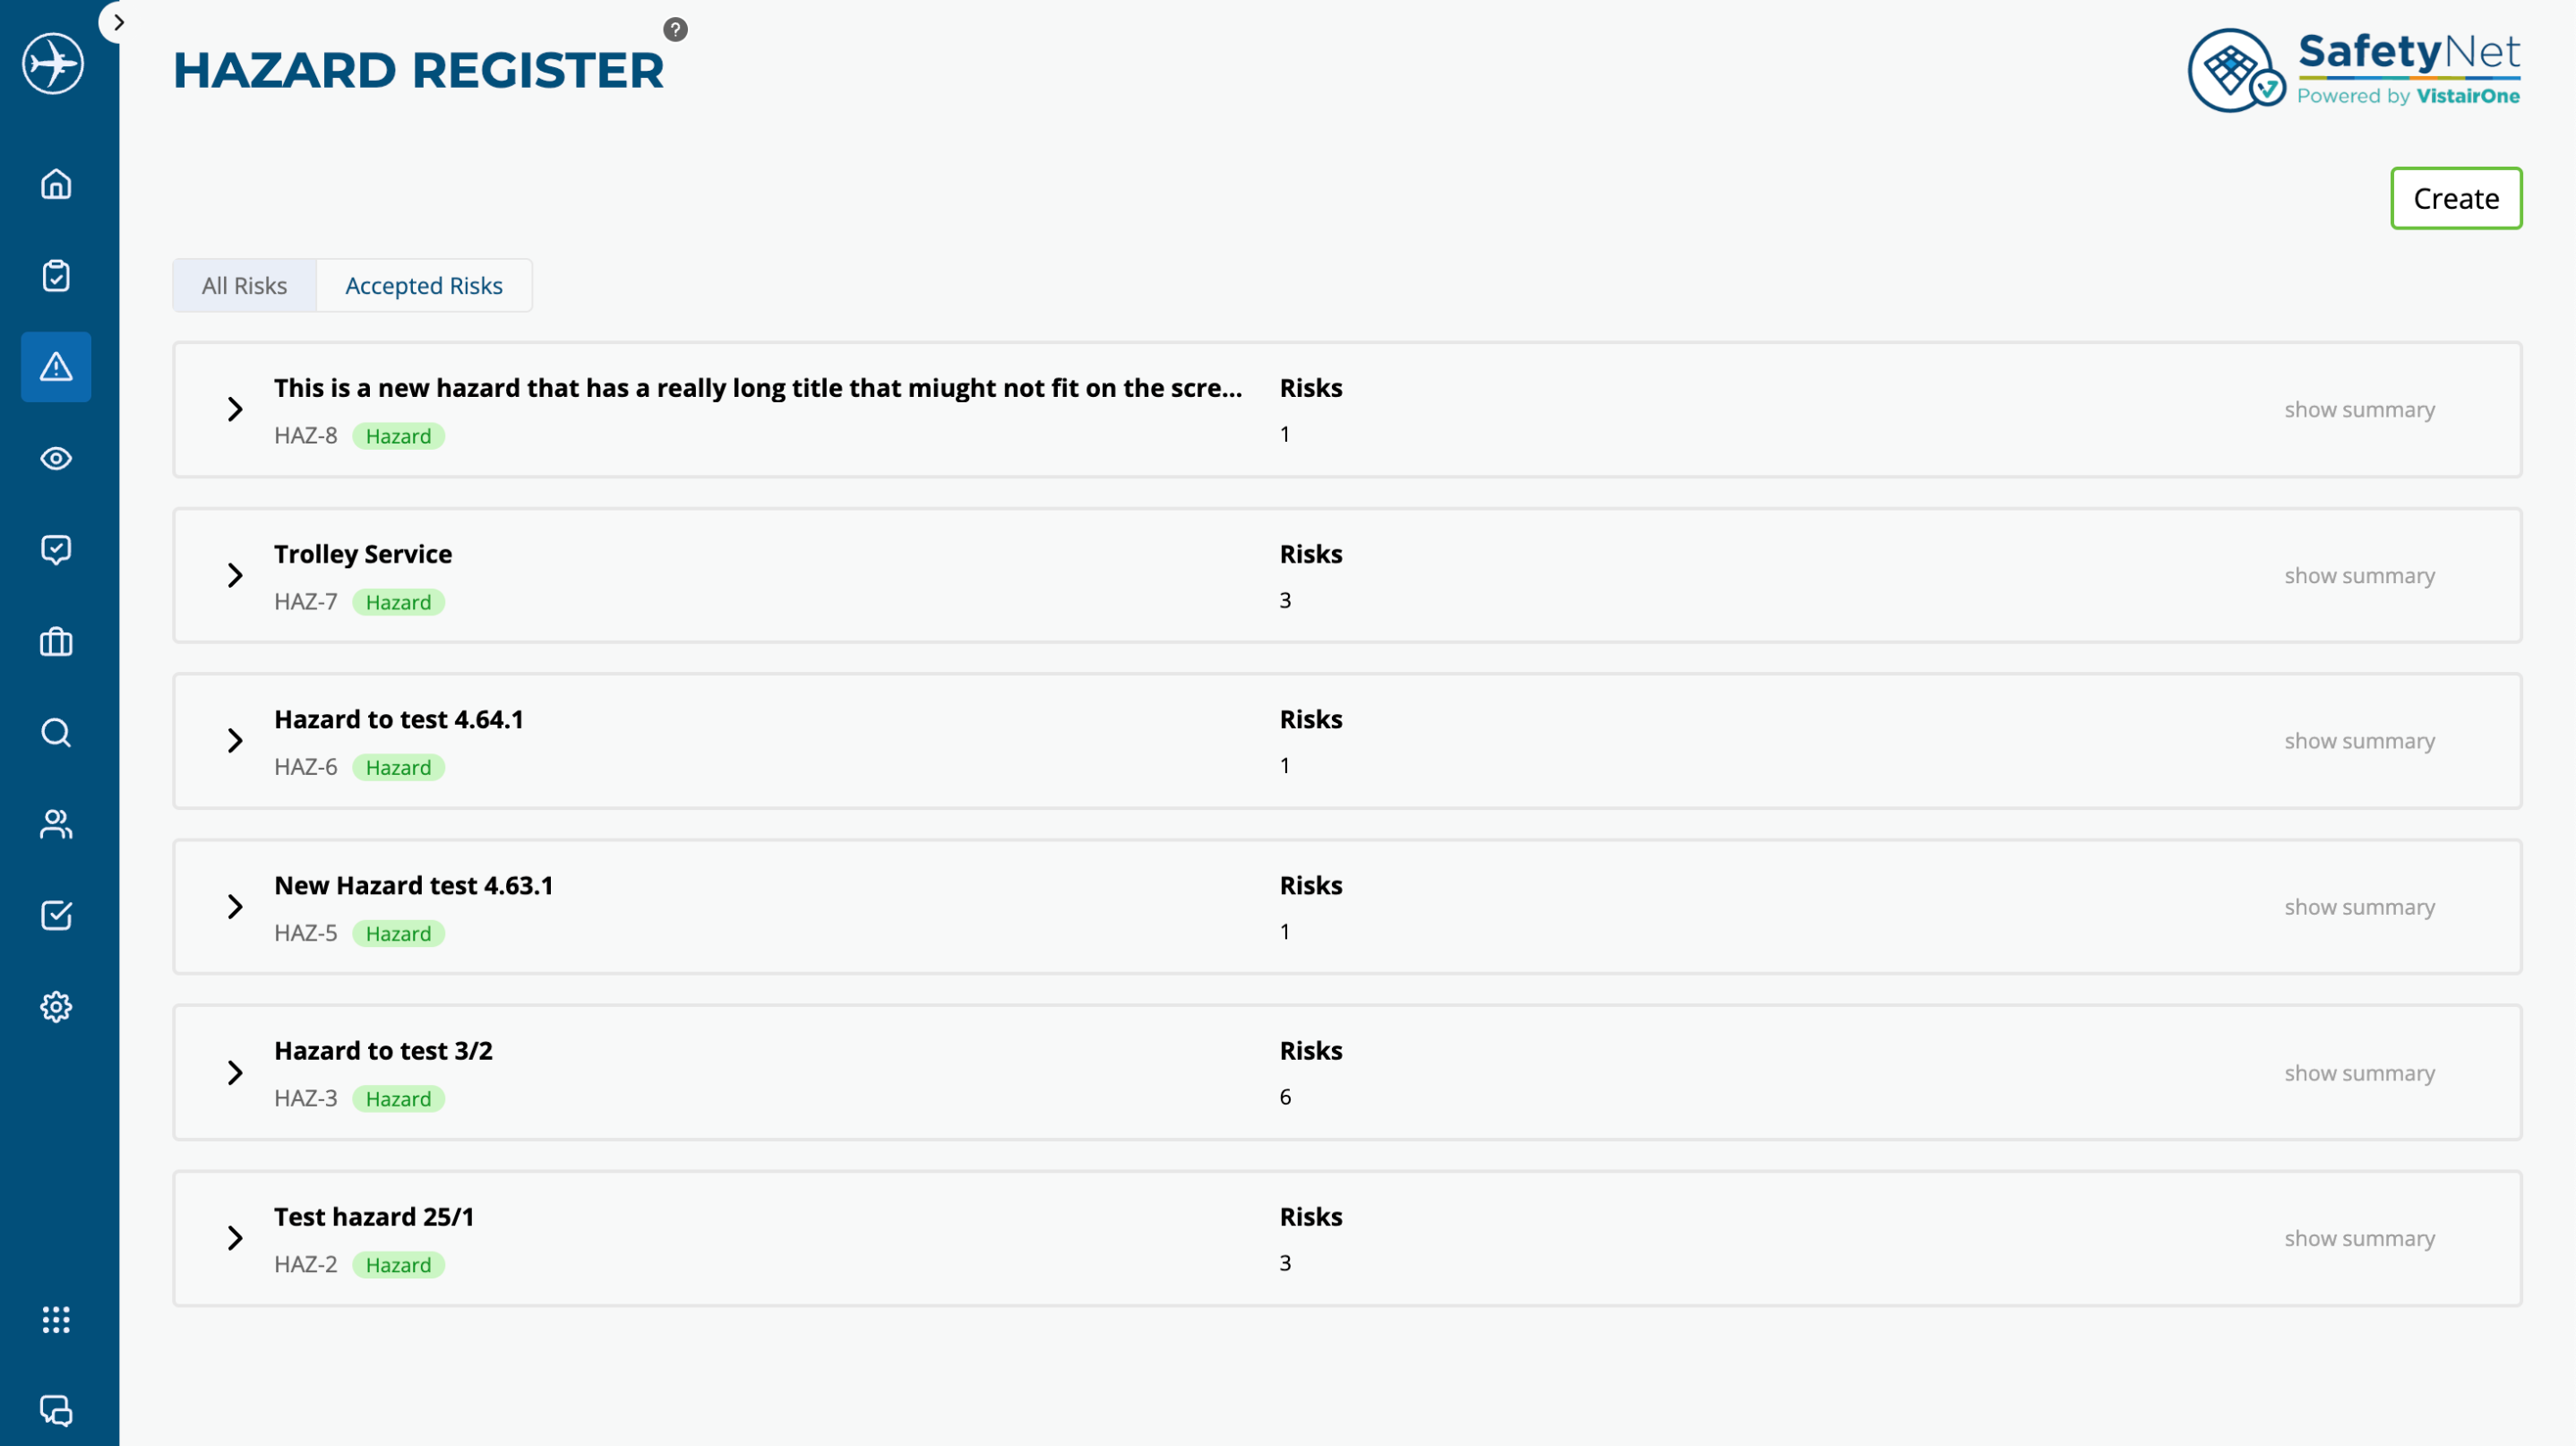 HAZARD REGISTER
?
SafetyNet
Powered by VistairOne
Create
All Risks
Accepted Risks
This is a new hazard that has a really long title that miught not fit on the scre...
Risks
HAZ-8
Hazard
1
show summary
Trolley Service
Risks
HAZ-7
Hazard
3
show summary
Hazard to test 4.64.1
Risks
HAZ-6
Hazard
1
show summary
New Hazard test 4.63.1
Risks
HAZ-5
Hazard
1
show summary
Hazard to test 3/2
Risks
HAZ-3
Hazard
6
show summary
Test hazard 25/1
Risks
HAZ-2
Hazard
3
show summary